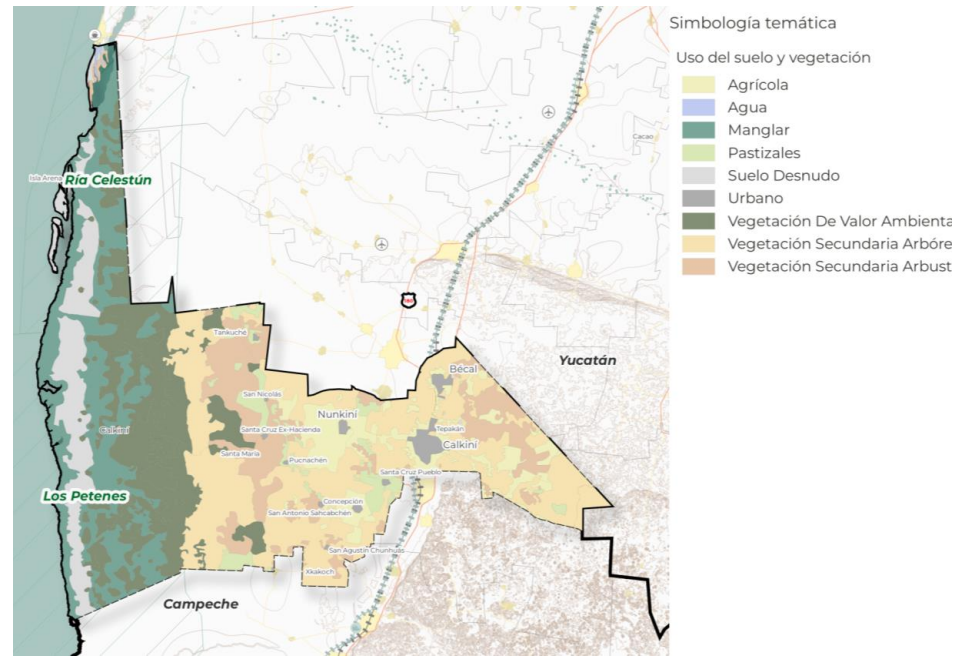 Simbología temática
Uso del suelo y vegetación
Agrícola
Agua
Manglar
Pastizales
Suelo Desnudo
Urbano
Vegetación De Valor Ambienta
Vegetación Secundaria Arbóre
Vegetación Secundaria Arbust
Cacao
Isla Arena
Ría Celestún
Tankuché
Yucatán
Bécal
San Nicolás
Nunkiní
Calkiní
Santa Cruz Ex-Hacienda
Tepakán
Calkiní
Santa María
Pucnachén
Santa Cruz Pueblo
Los Petenes
Concepción
San Antonio Sahcabchén
San Agustín Chunhuás
Xkakoch
Campeche